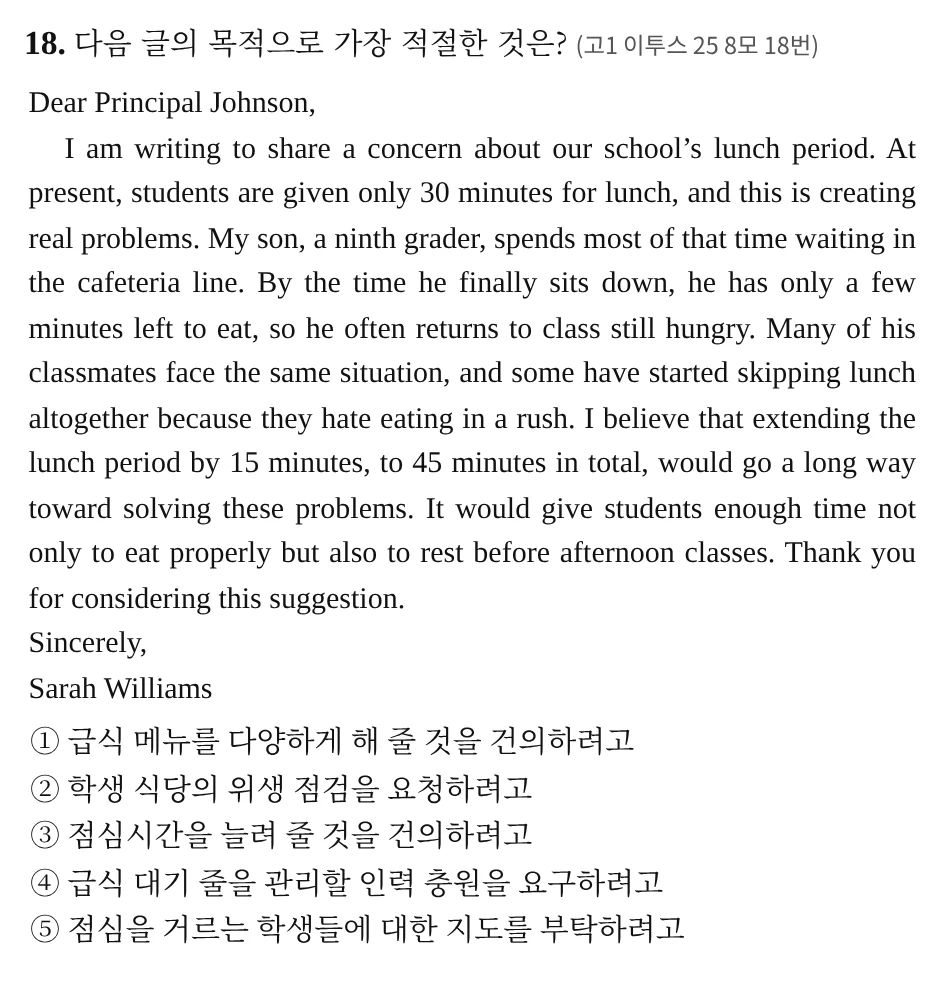 18. 다음 글의 목적으로 가장 적절한 것은? (고1 이투스 25 8모 18번)
Dear Principal Johnson,
I am writing to share a concern about our school’s lunch period. At
present, students are given only 30 minutes for lunch, and this is creating
real problems. My son, a ninth grader, spends most of that time waiting in
the cafeteria line. By the time he finally sits down, he has only a few
minutes left to eat, so he often returns to class still hungry. Many of his
classmates face the same situation, and some have started skipping lunch
altogether because they hate eating in a rush. I believe that extending the
lunch period by 15 minutes, to 45 minutes in total, would go a long way
toward solving these problems. It would give students enough time not
only to eat properly but also to rest before afternoon classes. Thank you
for considering this suggestion.
Sincerely,
Sarah Williams
① 급식 메뉴를 다양하게 해 줄 것을 건의하려고
② 학생 식당의 위생 점검을 요청하려고
③ 점심시간을 늘려 줄 것을 건의하려고
④ 급식 대기 줄을 관리할 인력 충원을 요구하려고
⑤ 점심을 거르는 학생들에 대한 지도를 부탁하려고